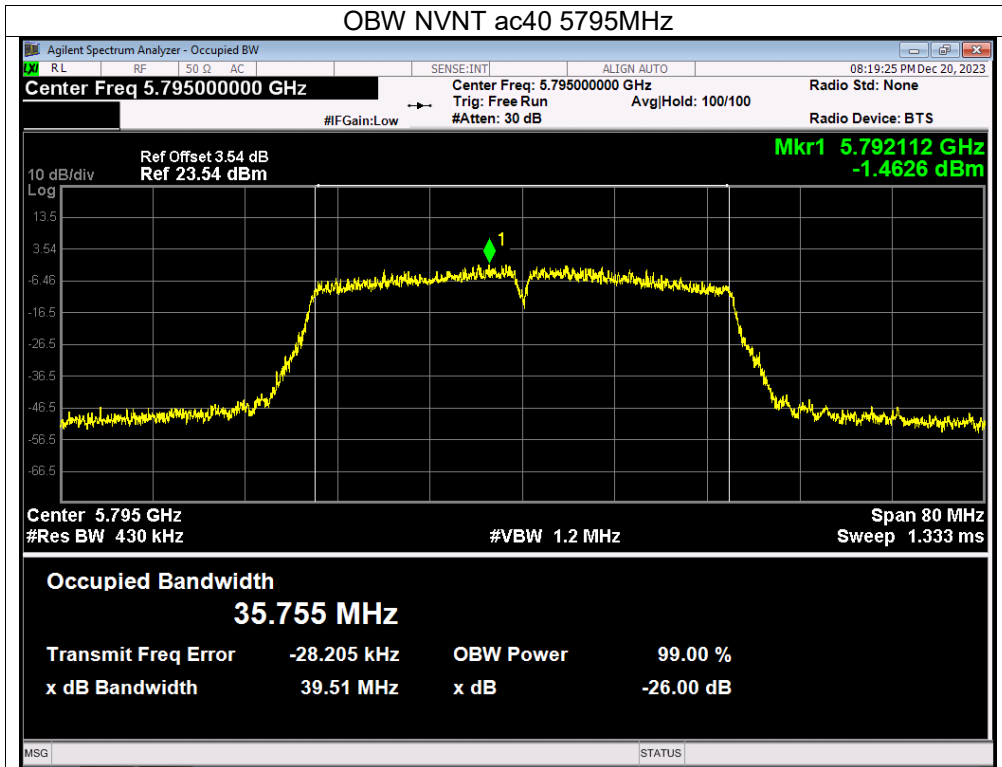 OBW NVNT ac40 5795MHz
Agilent Spectrum Analyzer - Occupied BW
LXI RL RF 50 Ω AC SENSE:INT ALIGN AUTO 08:19:25 PM Dec 20, 2023
Center Freq 5.795000000 GHz Center Freq: 5.795000000 GHz Radio Std: None
Trig: Free Run Avg|Hold: 100/100
#IFGain:Low #Atten: 30 dB Radio Device: BTS
Mkr1 5.792112 GHz
-1.4626 dBm
Ref Offset 3.54 dB
10 dB/div Ref 23.54 dBm
Log
13.5
3.54
1
-6.46
-16.5
-26.5
-36.5
-46.5
-56.5
-66.5
Center 5.795 GHz Span 80 MHz
#Res BW 430 kHz #VBW 1.2 MHz Sweep 1.333 ms
Occupied Bandwidth
35.755 MHz
Transmit Freq Error -28.205 kHz OBW Power 99.00 %
x dB Bandwidth 39.51 MHz x dB -26.00 dB
MSG STATUS